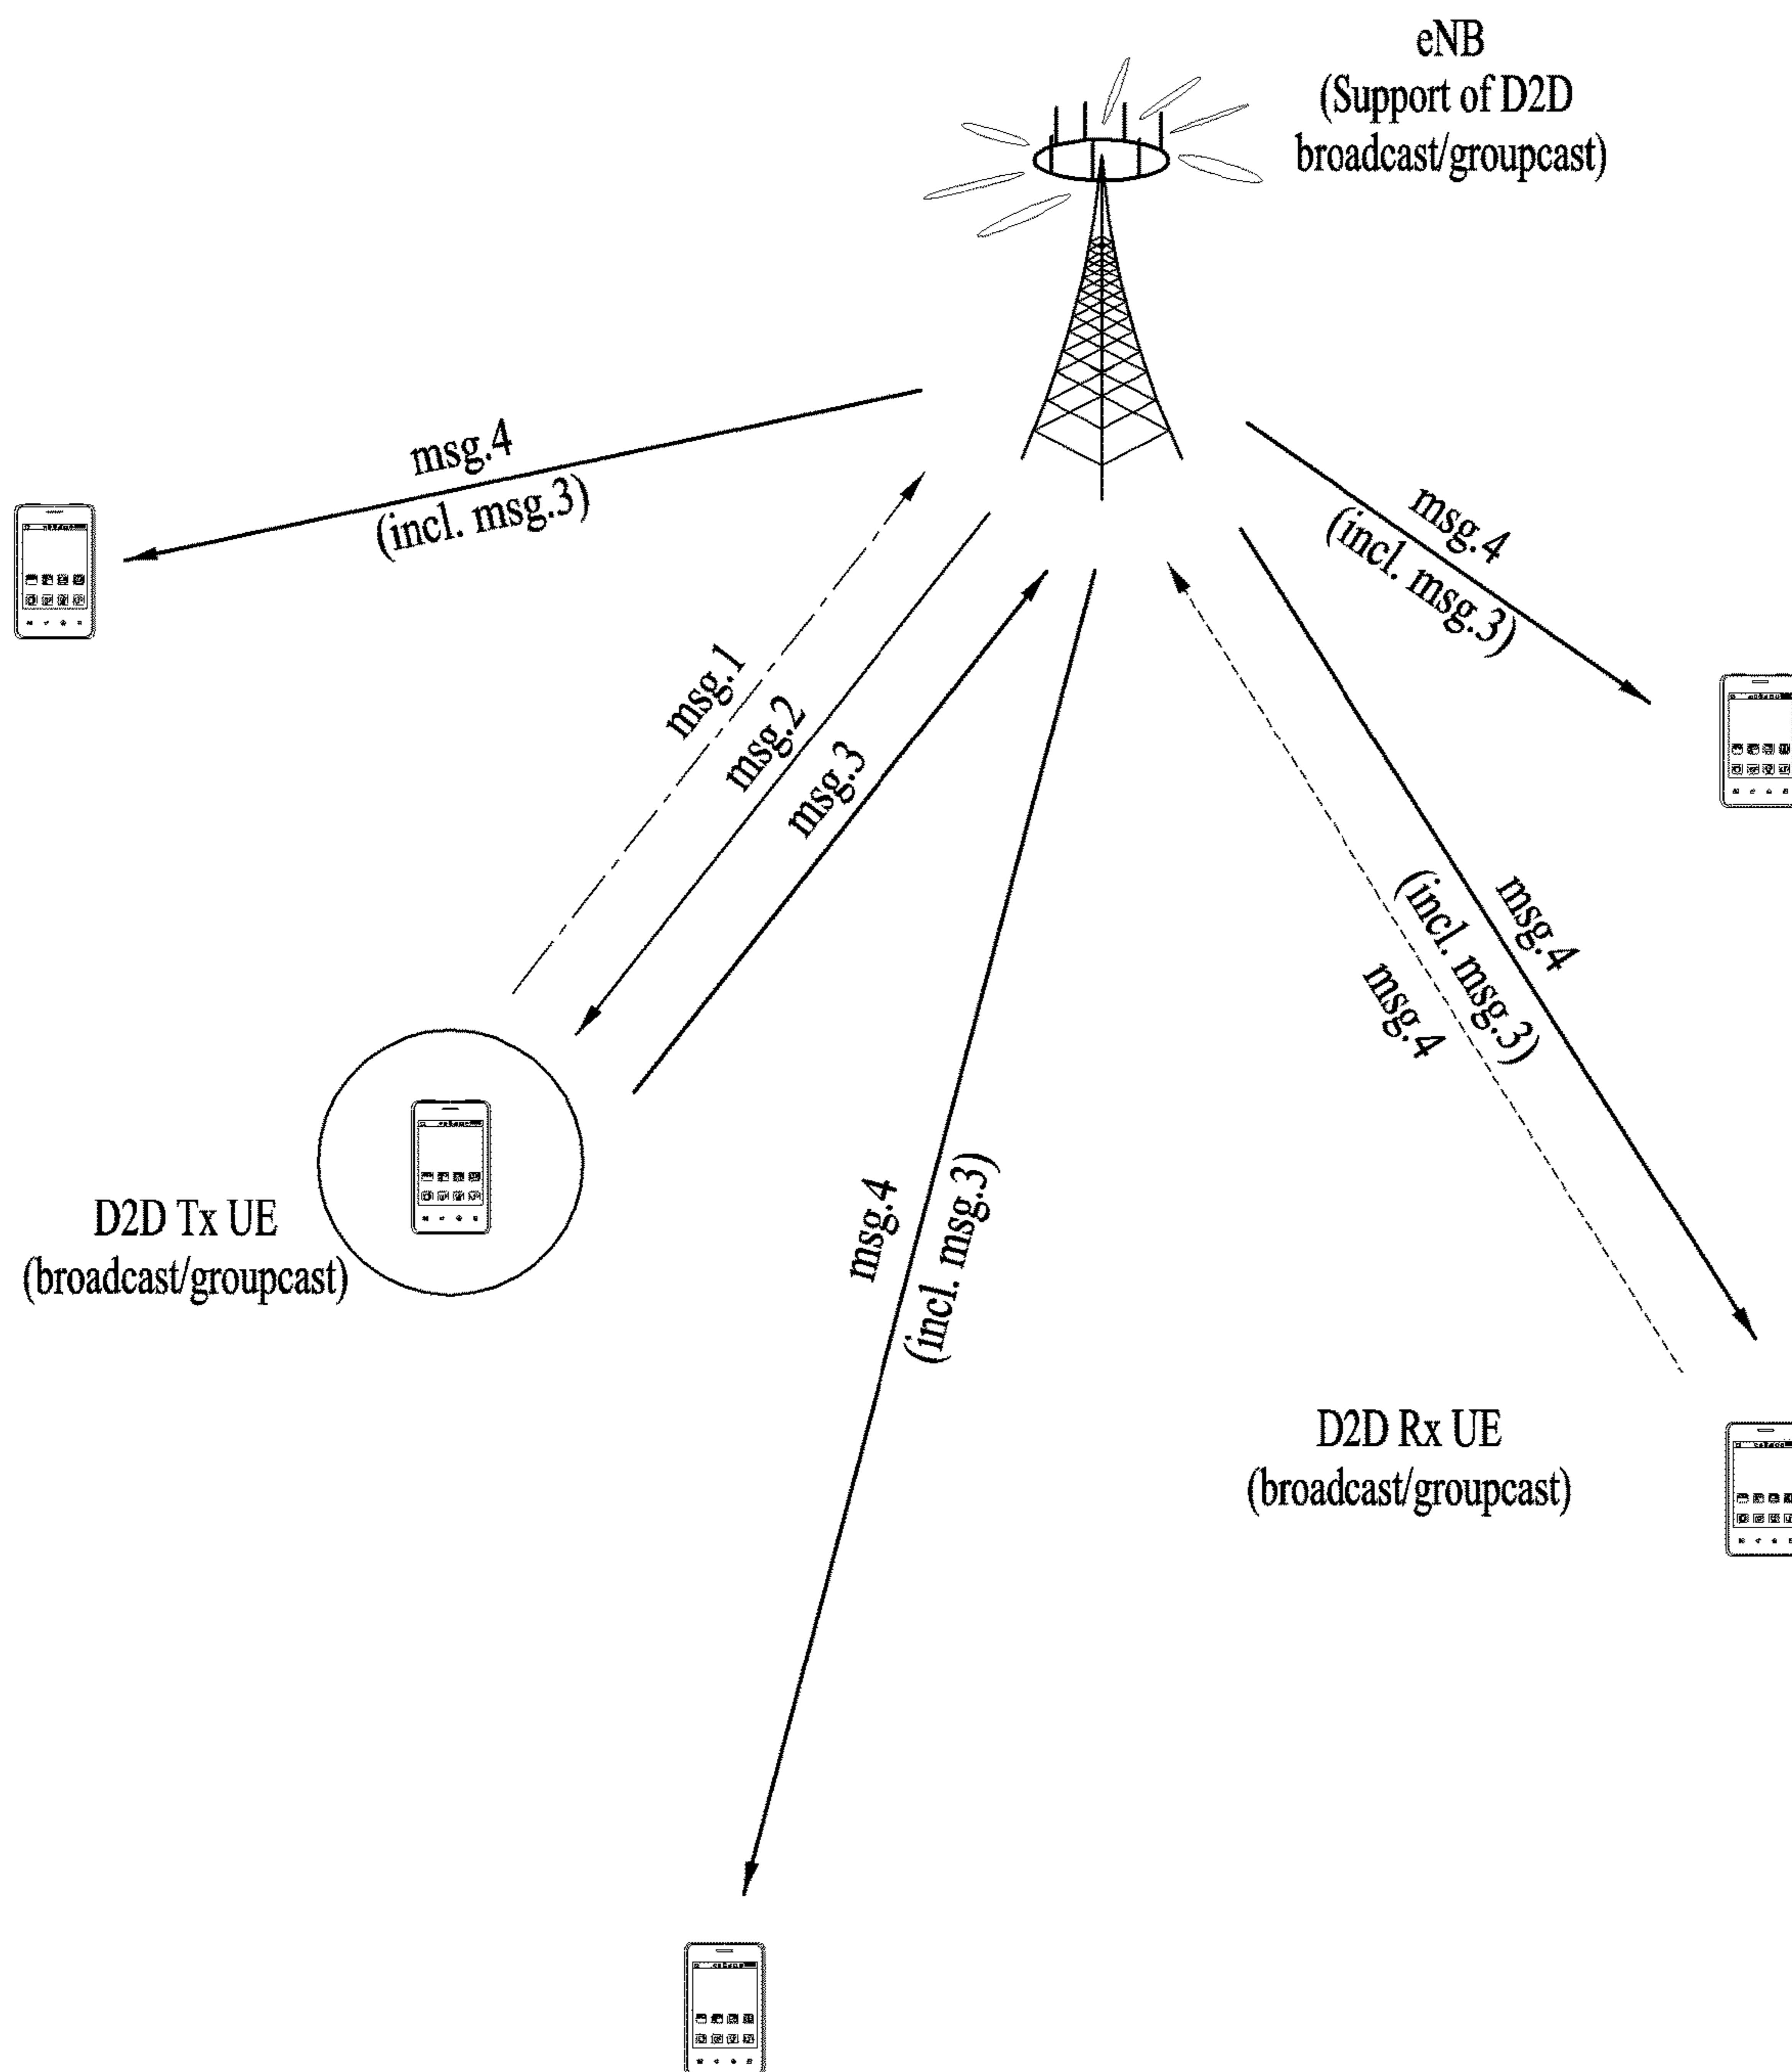 eNB
(Support of D2D
broadcast/groupcast)
msg.4
(incl. msg.3)
msg.4
(incl. msg.3)
msg.1
msg.2
msg.3
msg.4
(incl. msg.3)
msg.4
msg.4
(incl. msg.3)
D2D Tx UE
(broadcast/groupcast)
D2D Rx UE
(broadcast/groupcast)